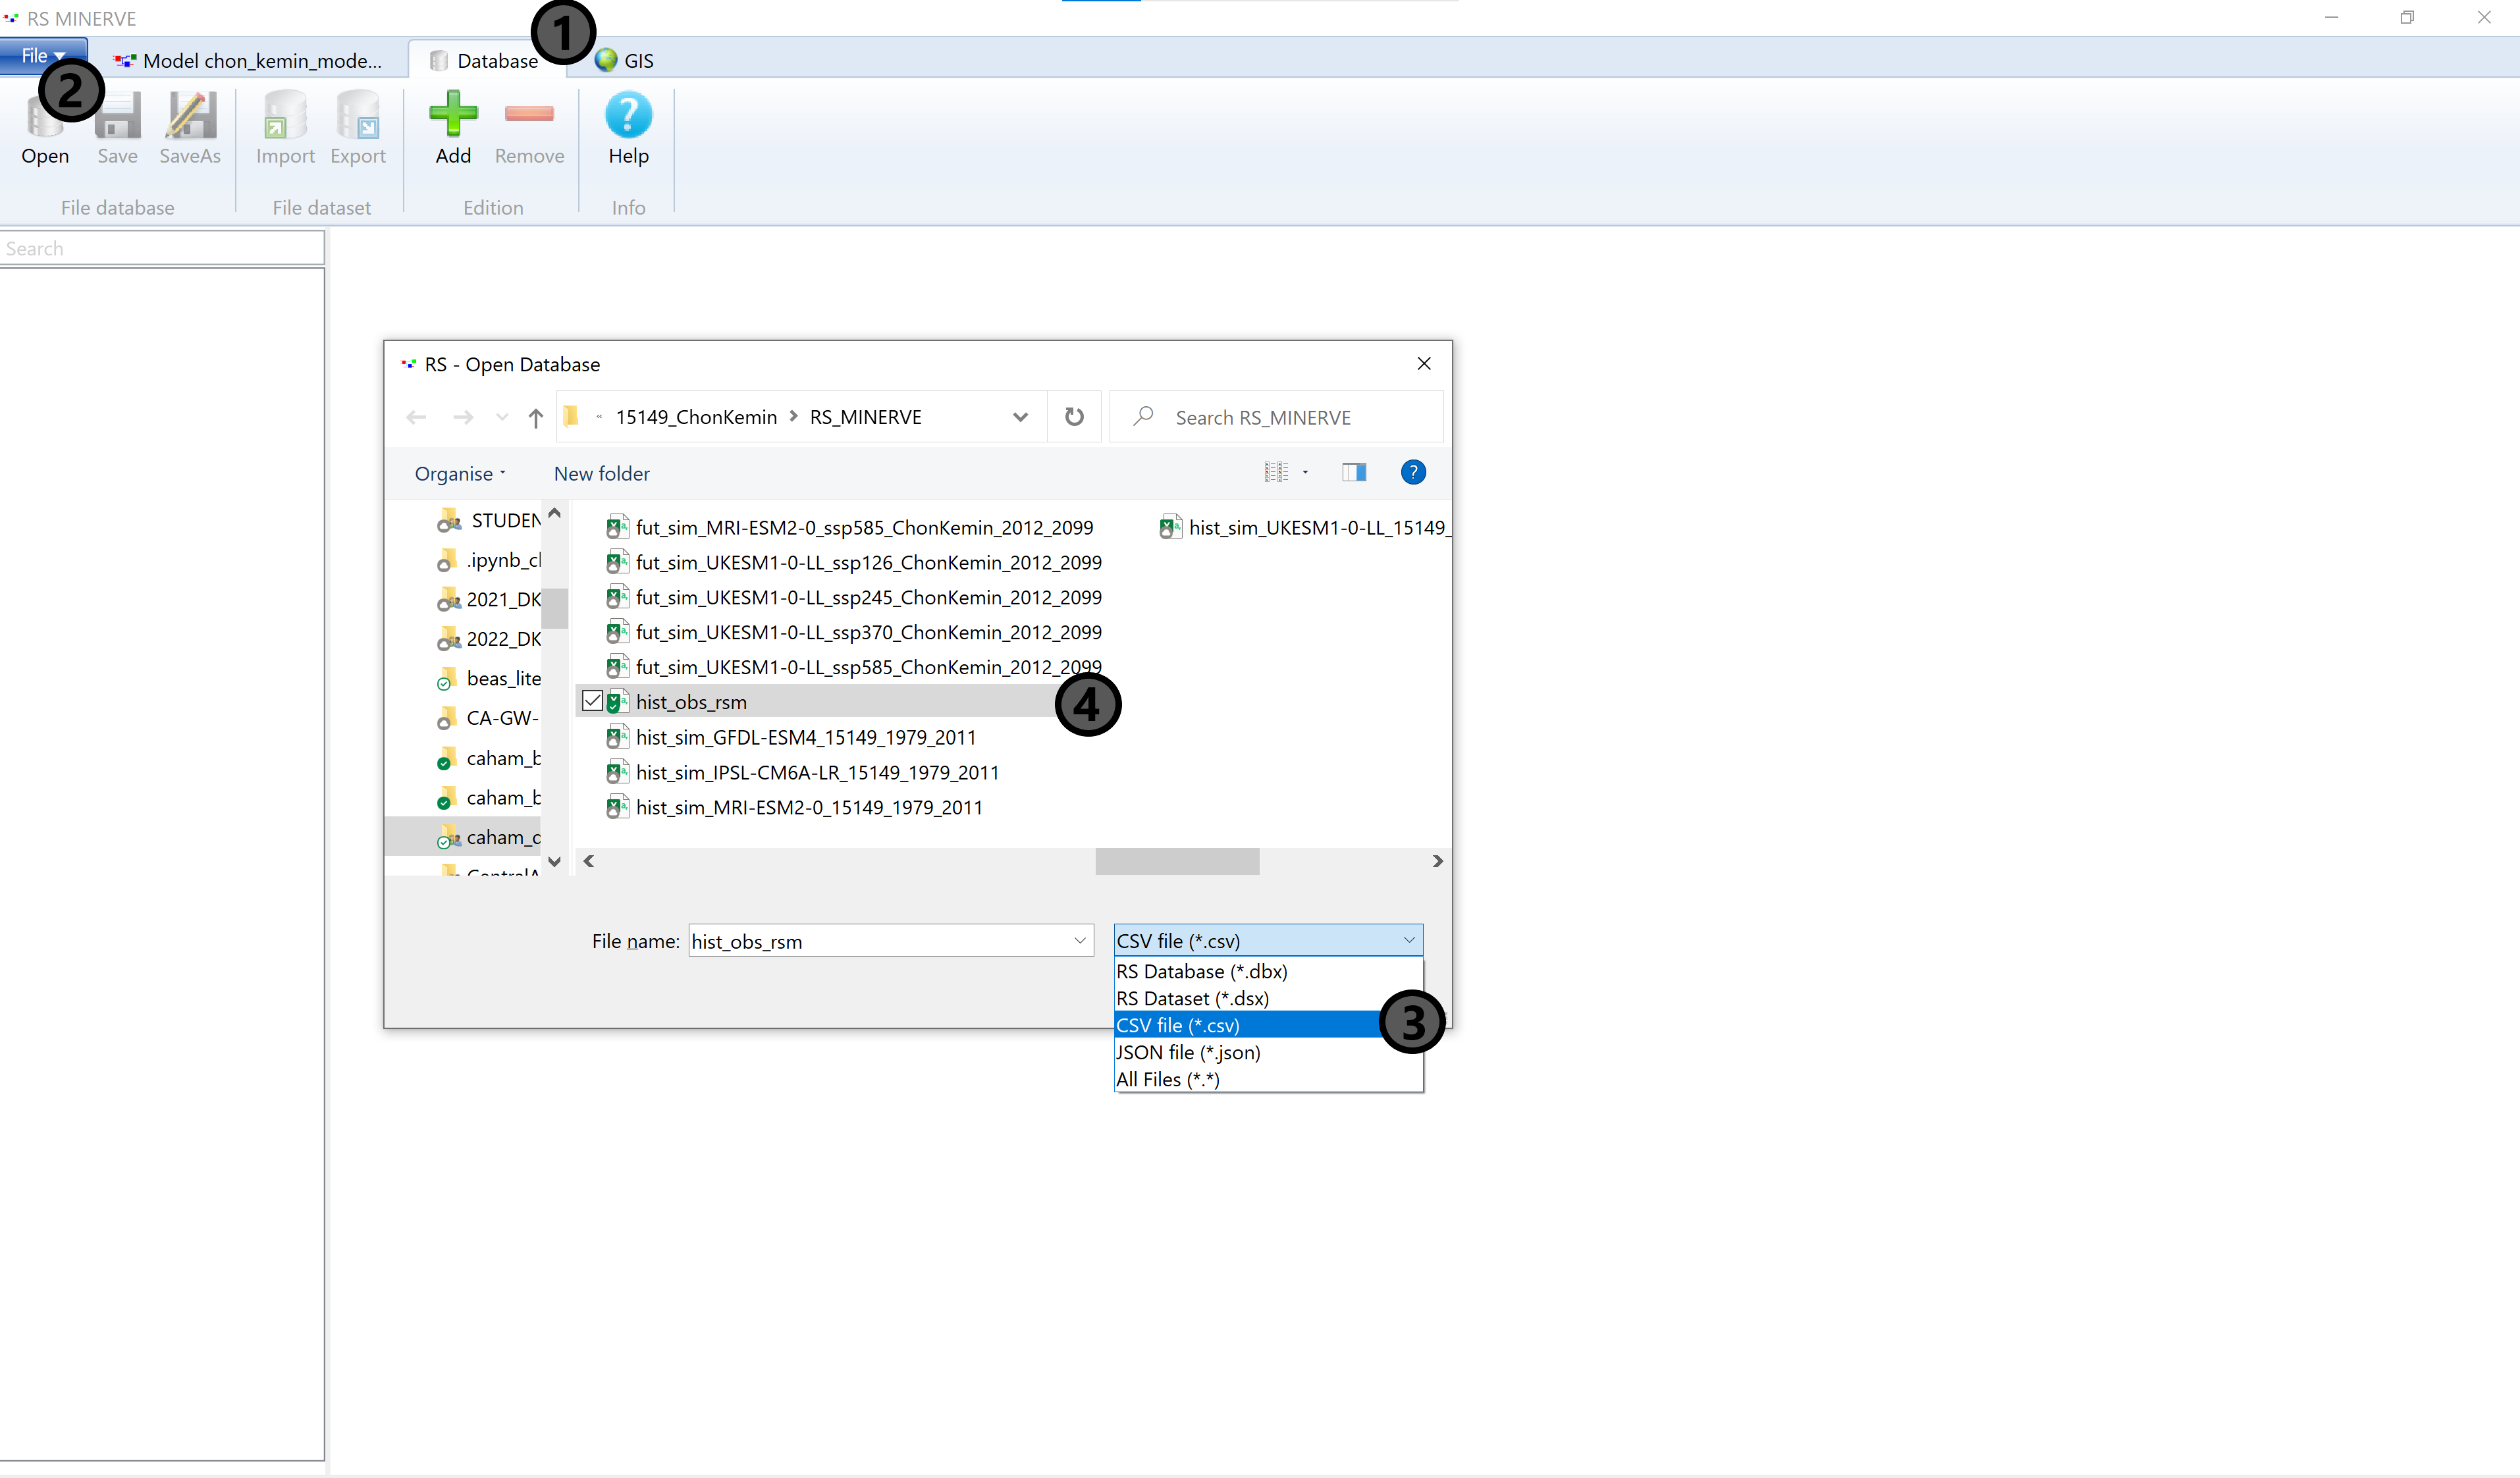 RS MINERVE
1
File
Model chon_kemin_mode...
Database
GIS
2
Open
Save
SaveAs
Import
Export
Add
Remove
Help
File database
File dataset
Edition
Info
Search
RS - Open Database
« 15149_ChonKemin > RS_MINERVE
Search RS_MINERVE
Organise
New folder
STUDEN
.ipynb_cl
2021_DK
2022_DK
beas_lite
CA-GW-
caham_b
caham_b
caham_d
CentralA
fut_sim_MRI-ESM2-0_ssp585_ChonKemin_2012_2099
fut_sim_UKESM1-0-LL_ssp126_ChonKemin_2012_2099
fut_sim_UKESM1-0-LL_ssp245_ChonKemin_2012_2099
fut_sim_UKESM1-0-LL_ssp370_ChonKemin_2012_2099
fut_sim_UKESM1-0-LL_ssp585_ChonKemin_2012_2099
hist_obs_rsm
4
hist_sim_GFDL-ESM4_15149_1979_2011
hist_sim_IPSL-CM6A-LR_15149_1979_2011
hist_sim_MRI-ESM2-0_15149_1979_2011
hist_sim_UKESM1-0-LL_15149_
File name:
hist_obs_rsm
CSV file (*.csv)
RS Database (*.dbx)
RS Dataset (*.dsx)
CSV file (*.csv)
3
JSON file (*.json)
All Files (*.*)